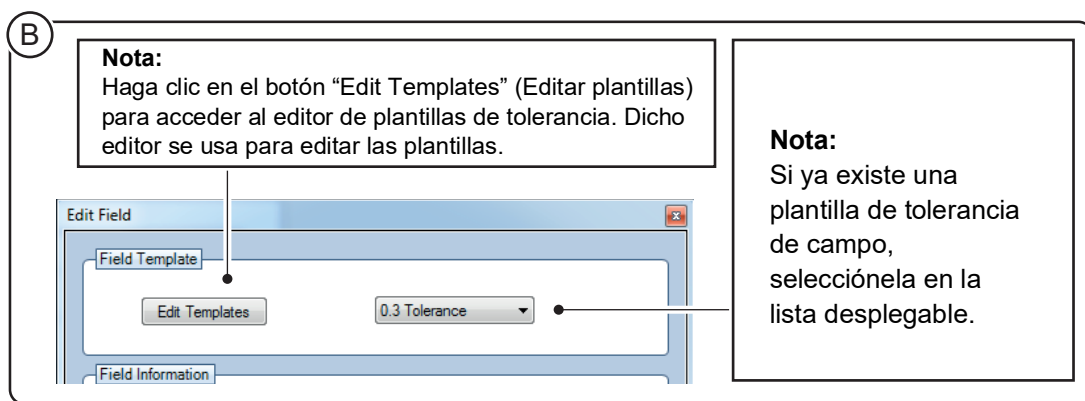 B
Nota:
Haga clic en el botón “Edit Templates” (Editar plantillas)
para acceder al editor de plantillas de tolerancia. Dicho
editor se usa para editar las plantillas.
Nota:
Si ya existe una
plantilla de tolerancia
de campo,
selecciónela en la
lista desplegable.
Edit Field
Field Template
Edit Templates
0.3 Tolerance
Field Information